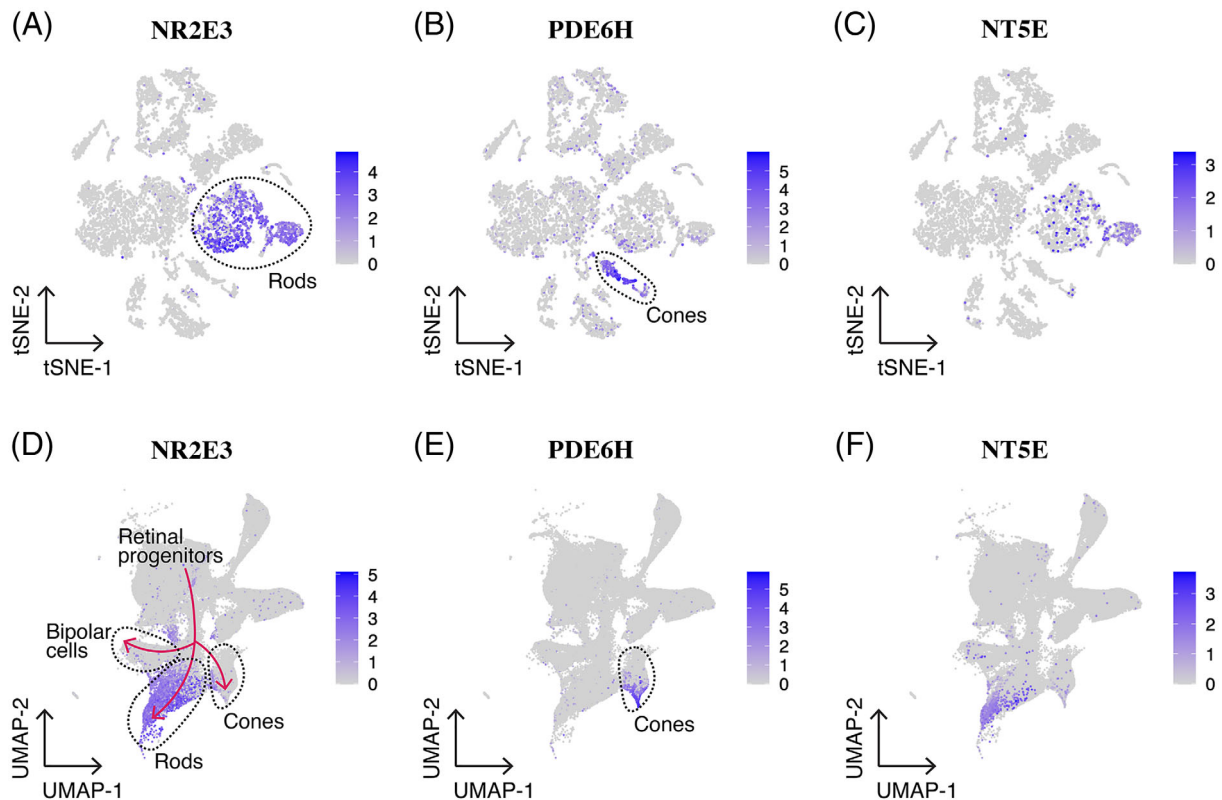 (A) NR2E3
(B) PDE6H
(C) NT5E
4
3
2
1
0
Rods
tSNE-2
tSNE-1
5
4
3
2
1
0
Cones
tSNE-2
tSNE-1
3
2
1
0
tSNE-2
tSNE-1
(D) NR2E3
(E) PDE6H
(F) NT5E
Retinal
progenitors
Bipolar
cells
Cones
Rods
5
4
3
2
1
0
UMAP-2
UMAP-1
5
4
3
2
1
0
Cones
UMAP-2
UMAP-1
3
2
1
0
UMAP-2
UMAP-1